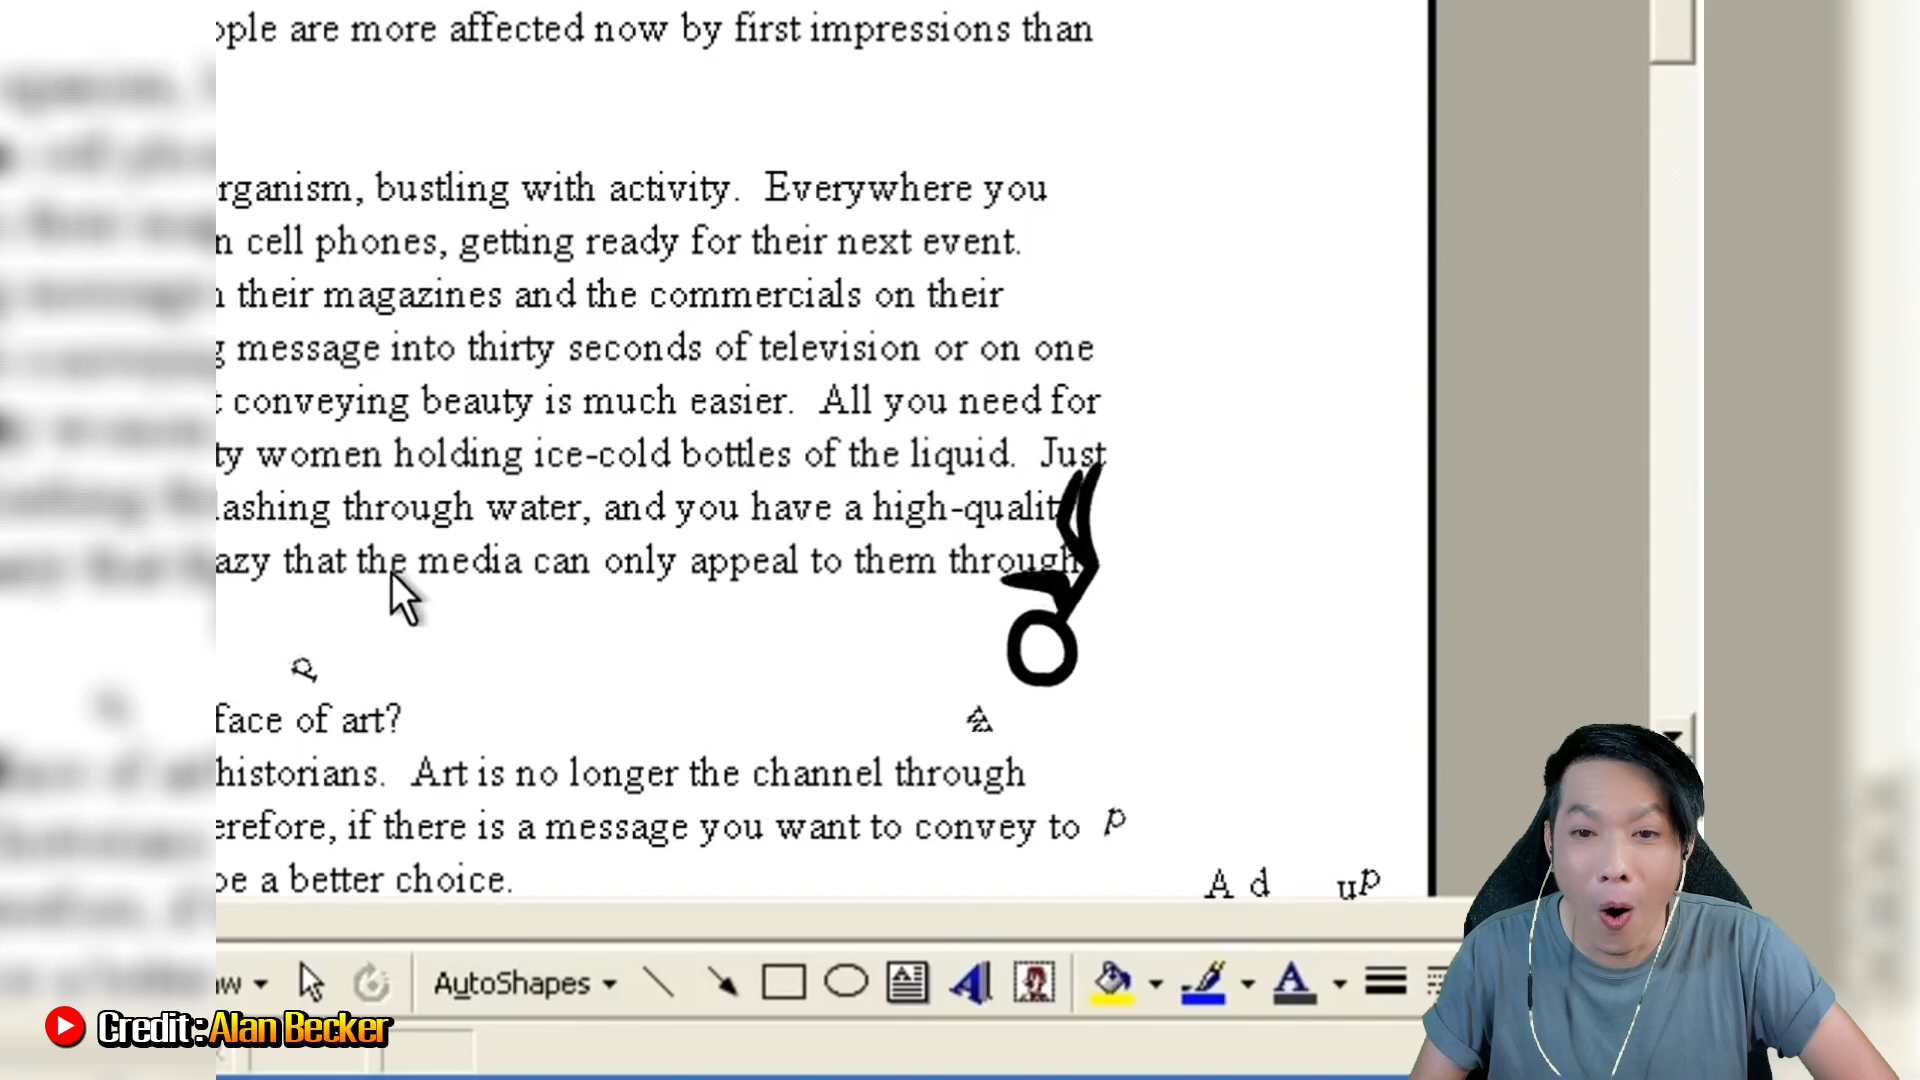 ople are more affected now by first impressions than
organism, bustling with activity.  Everywhere you
n cell phones, getting ready for their next event.
their magazines and the commercials on their
g message into thirty seconds of television or on one
conveying beauty is much easier.  All you need for
ty women holding ice-cold bottles of the liquid.  Just
lashing through water, and you have a high-qualit
azy that the media can only appeal to them through
p
face of art?
historians.  Art is no longer the channel through
erefore, if there is a message you want to convey to p
be a better choice.
A d up
aw AutoShapes
Credit : Alan Becker